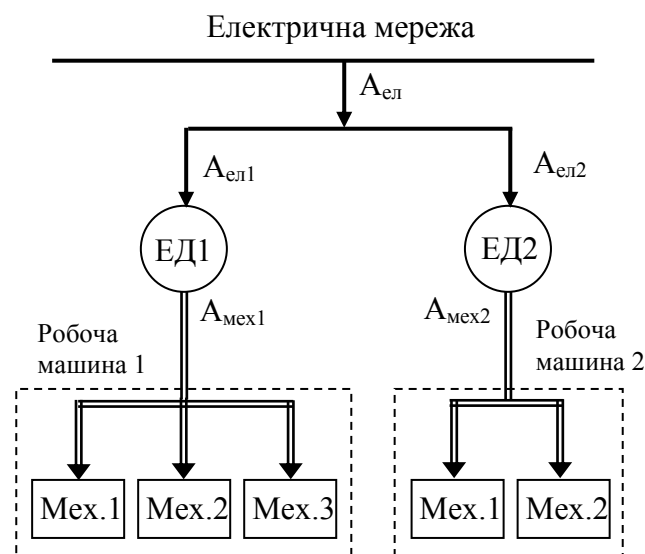 Електрична мережа
Аел
Аел1
Аел2
ЕД1
ЕД2
Амех1
Амех2
Робоча
машина 1
Робоча
машина 2
Мех.1
Мех.2
Мех.3
Мех.1
Мех.2